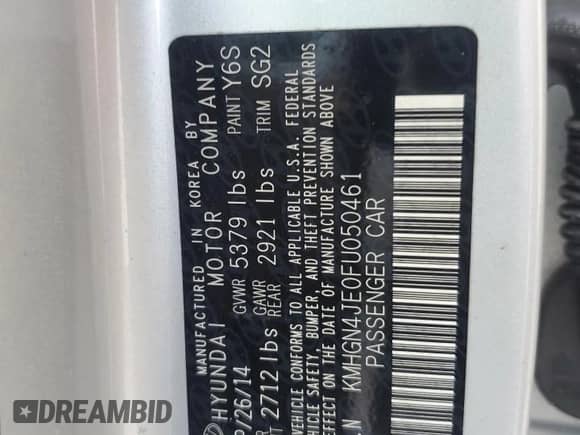 MANUFACTURED IN KOREA BY
HYUNDAI MOTOR COMPANY
/26/14 GVWR 5379 lbs PAINT Y6S
2712 lbs GAWR REAR 2921 lbs TRIM SG2
VEHICLE CONFORMS TO ALL APPLICABLE U.S.A. FEDERAL
VEHICLE SAFETY, BUMPER, AND THEFT PREVENTION STANDARDS
EFFECT ON THE DATE OF MANUFACTURE SHOWN ABOVE
KMHGN4JE0FU050461
PASSENGER CAR
DREAMBID